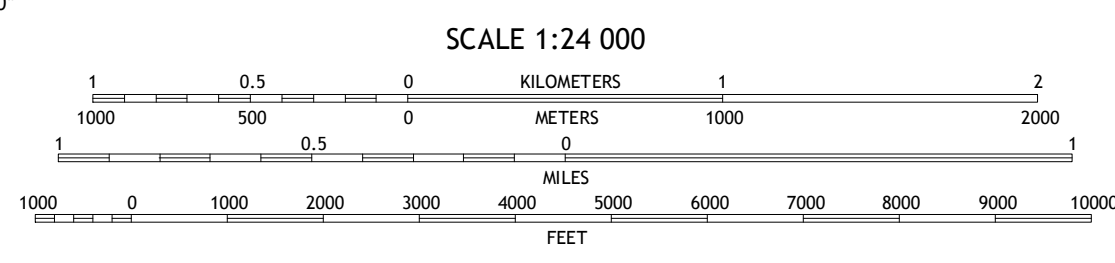 SCALE 1:24 000
1 0.5 0 KILOMETERS 1 2
1000 500 0 METERS 1000 2000
1 0.5 0 1
MILES
1000 0 1000 2000 3000 4000 5000 6000 7000 8000 9000 10000
FEET